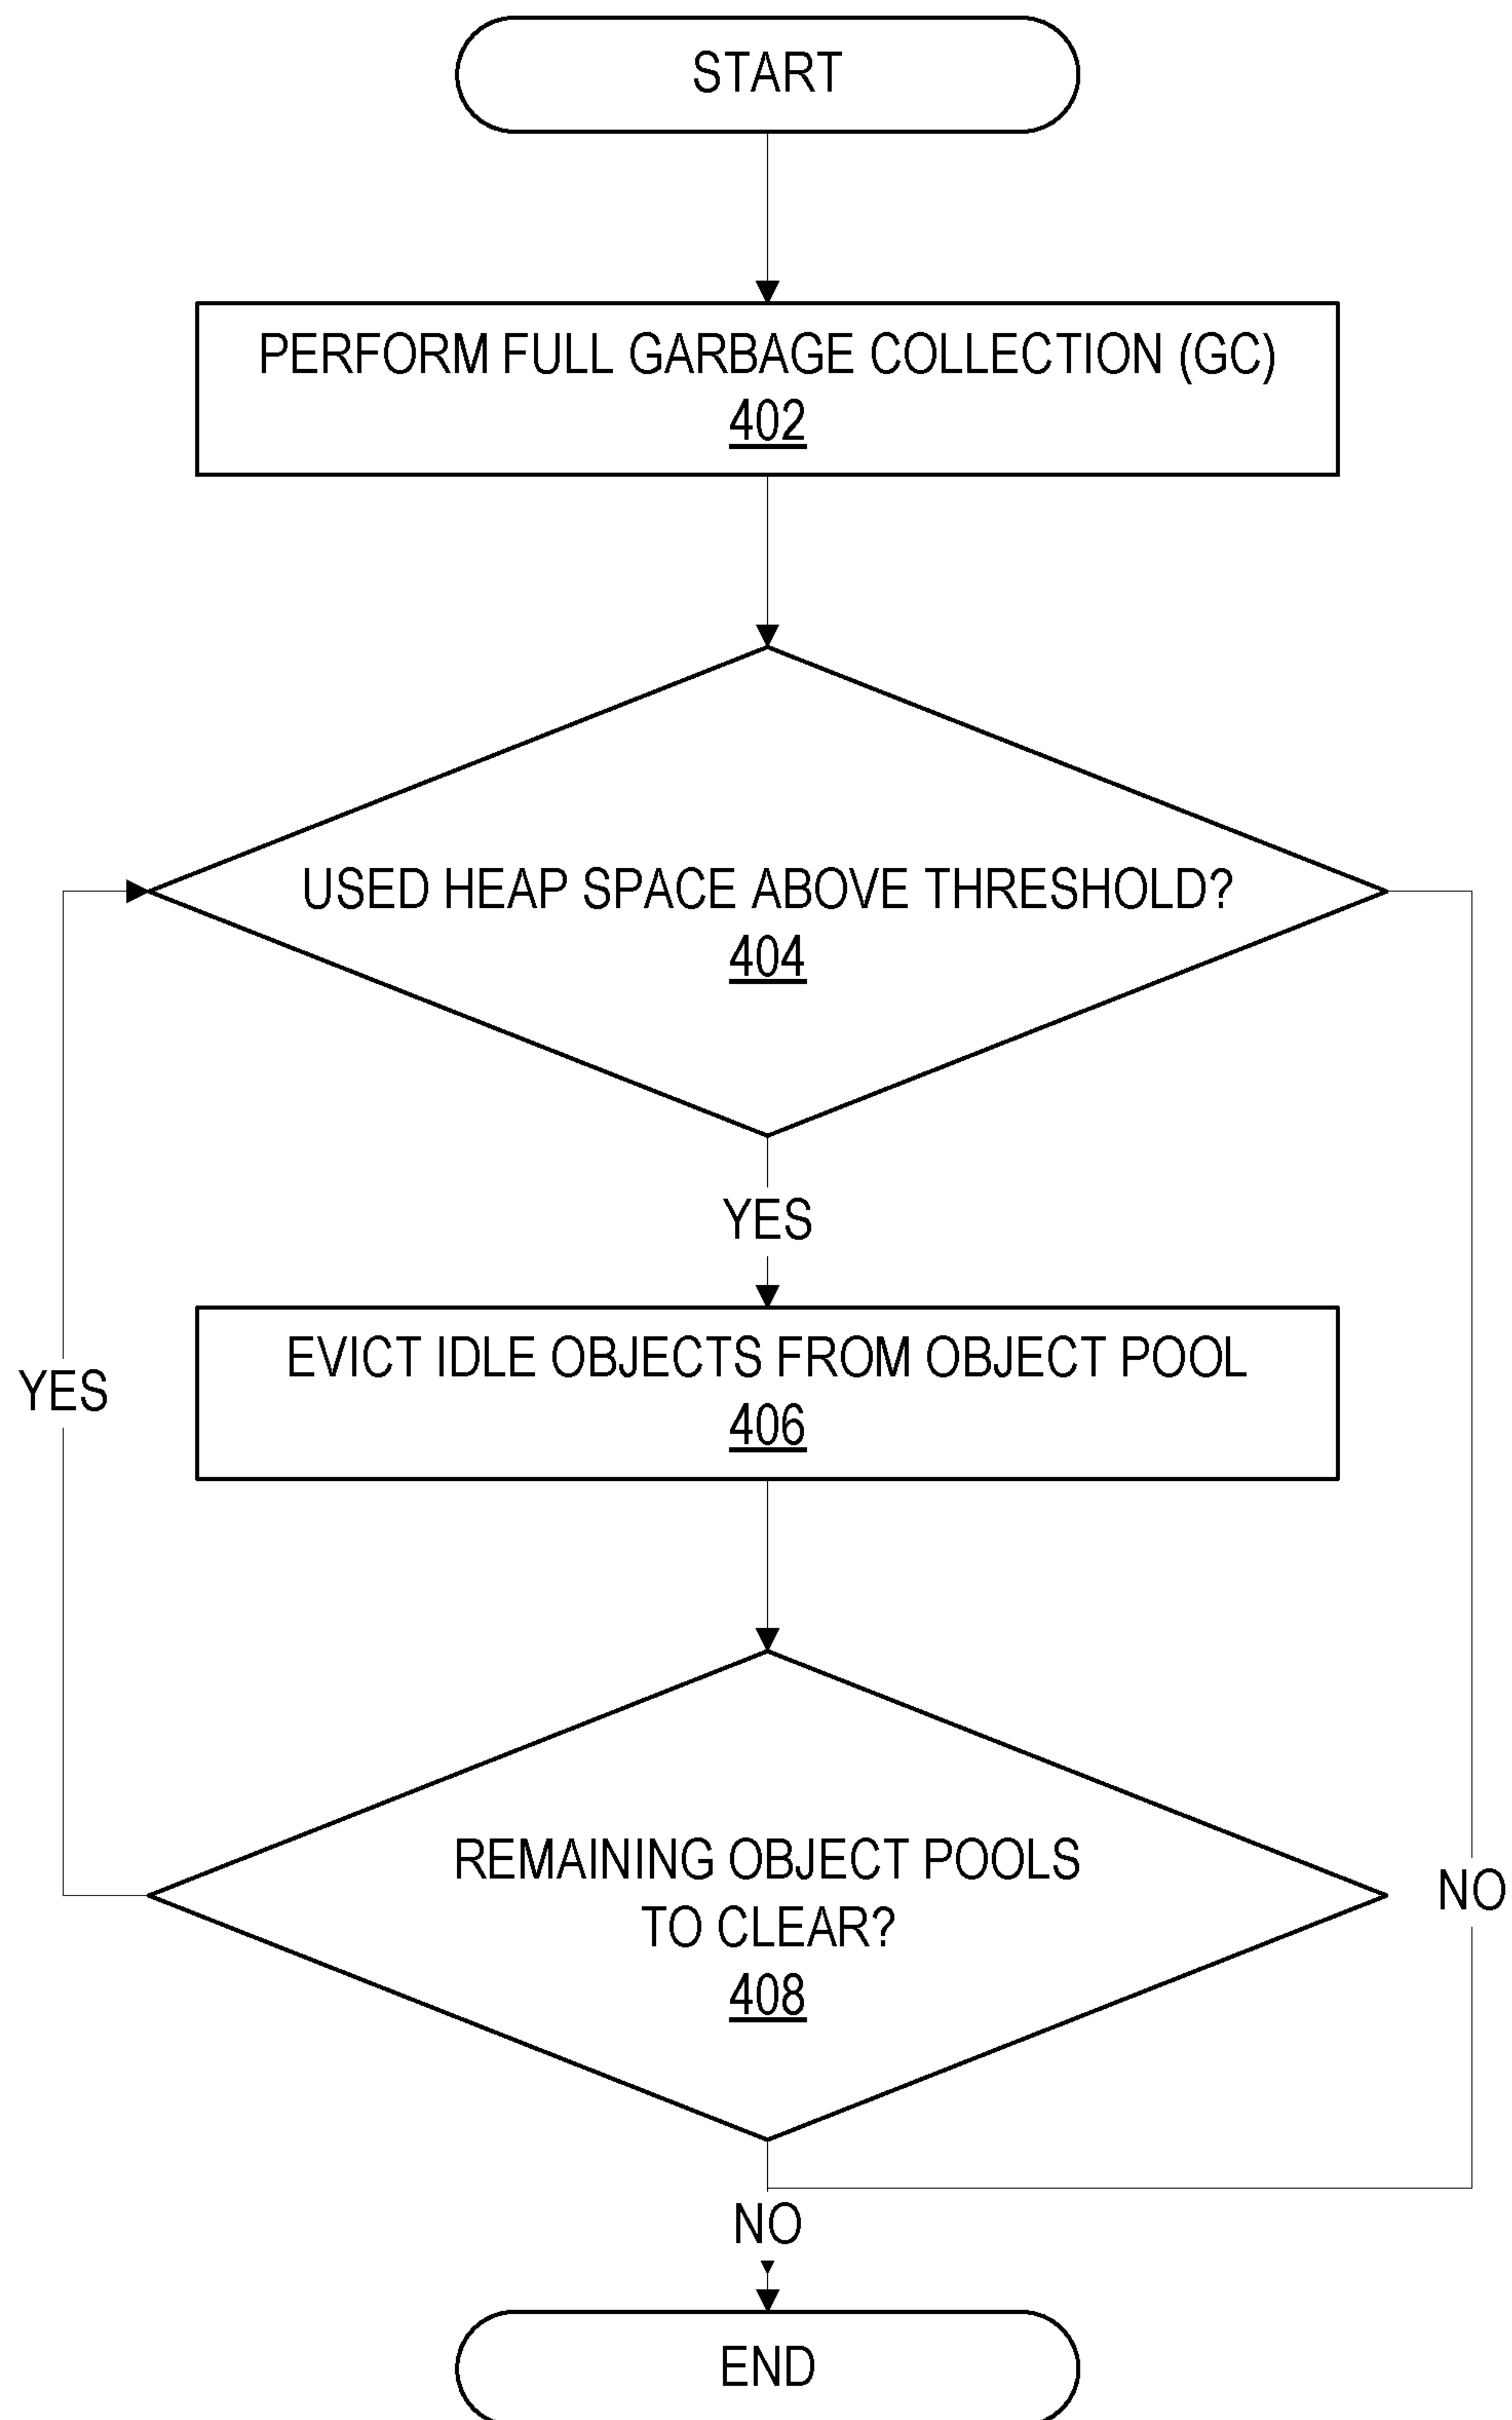 START
PERFORM FULL GARBAGE COLLECTION (GC)
402
USED HEAP SPACE ABOVE THRESHOLD?
404
YES
EVICT IDLE OBJECTS FROM OBJECT POOL
406
YES
REMAINING OBJECT POOLS
TO CLEAR?
408
NO
NO
END